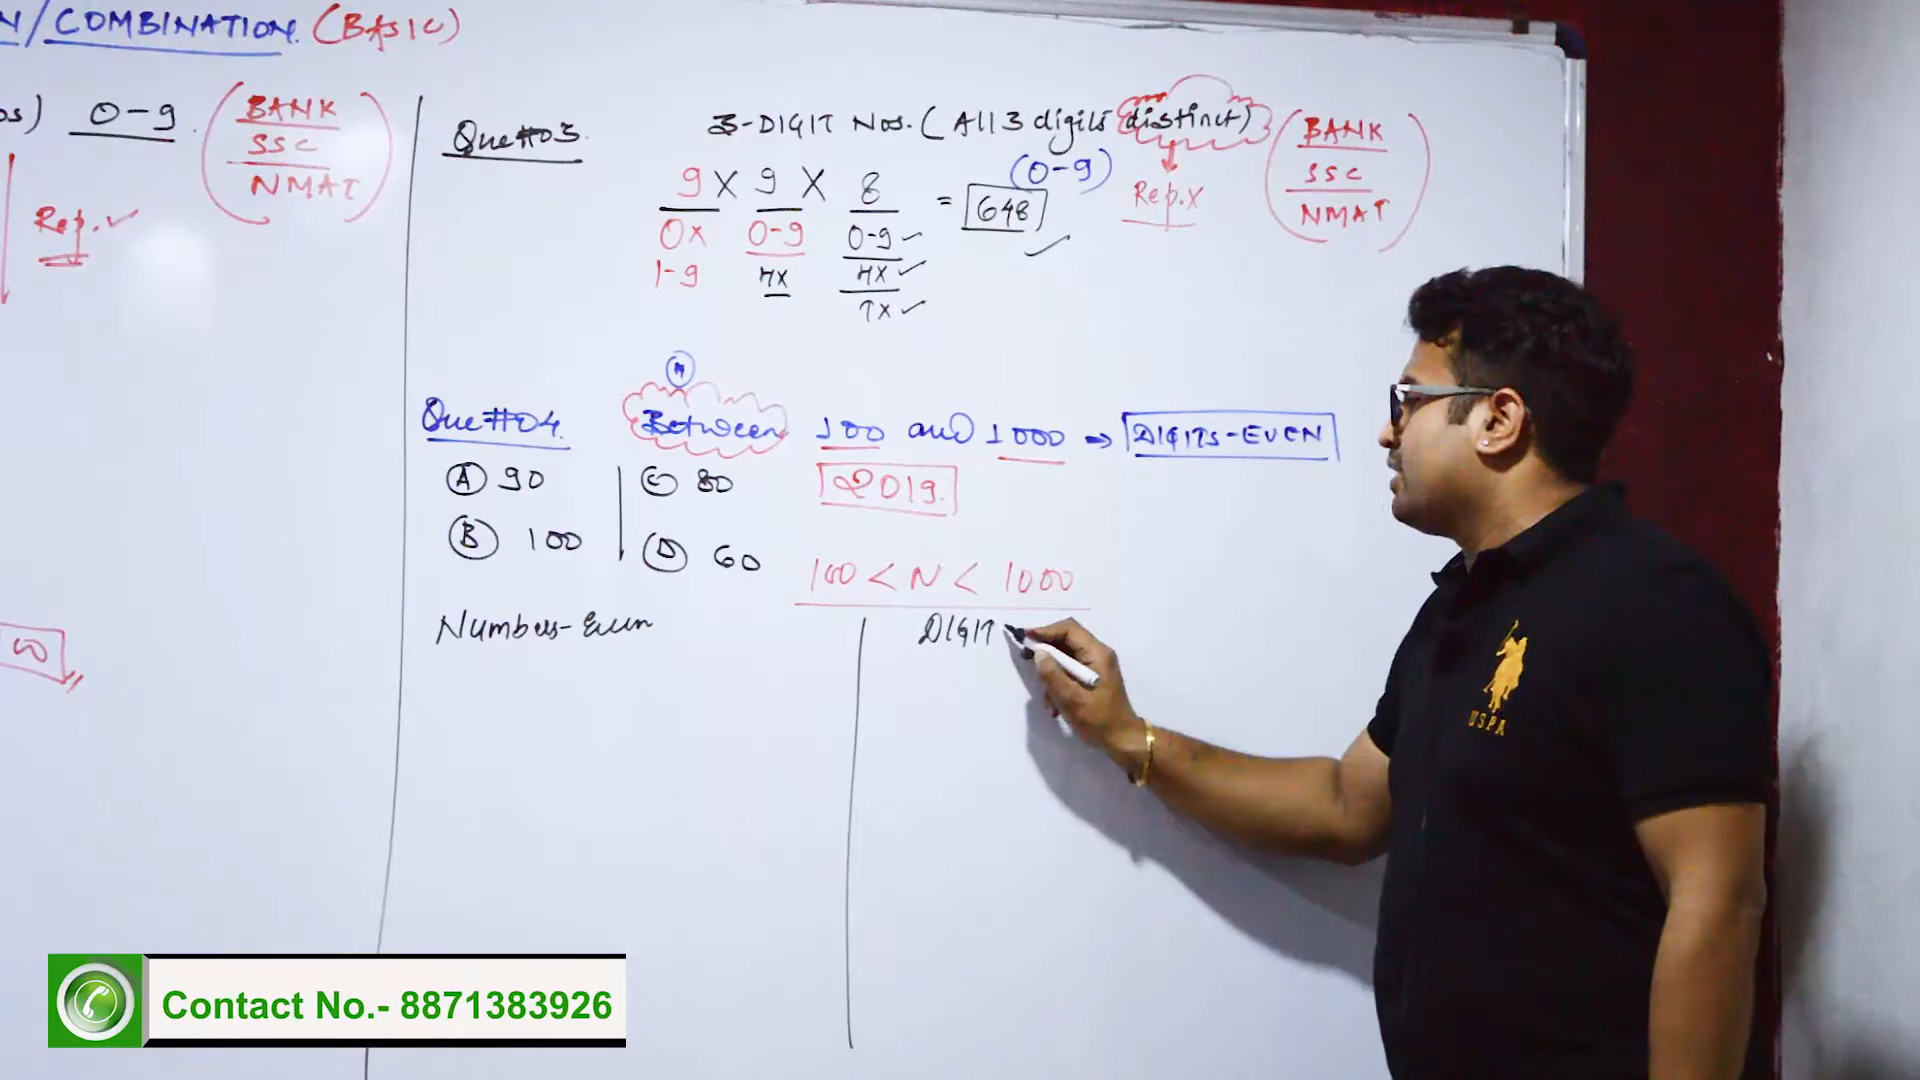 N/COMBINATION. (BASIC)
os) 0-9
BANK
SSC
NMAT
Rep. ✓
Que#03. 3-DIGIT Nos. (All 3 digits distinct)
(0-9)
Rep.X
BANK
SSC
NMAT
9 X 9 X 8 = 648
0x 0-9 0-9 ✓
1-9 4x 4x ✓
7x ✓
Que#04. Between 100 and 1000 → DIGITS-EVEN
(A) 90 (C) 80
2019.
(B) 100 (D) 60
100 < N < 1000
Numbers-Even DIGIT
USPA
Contact No.- 8871383926